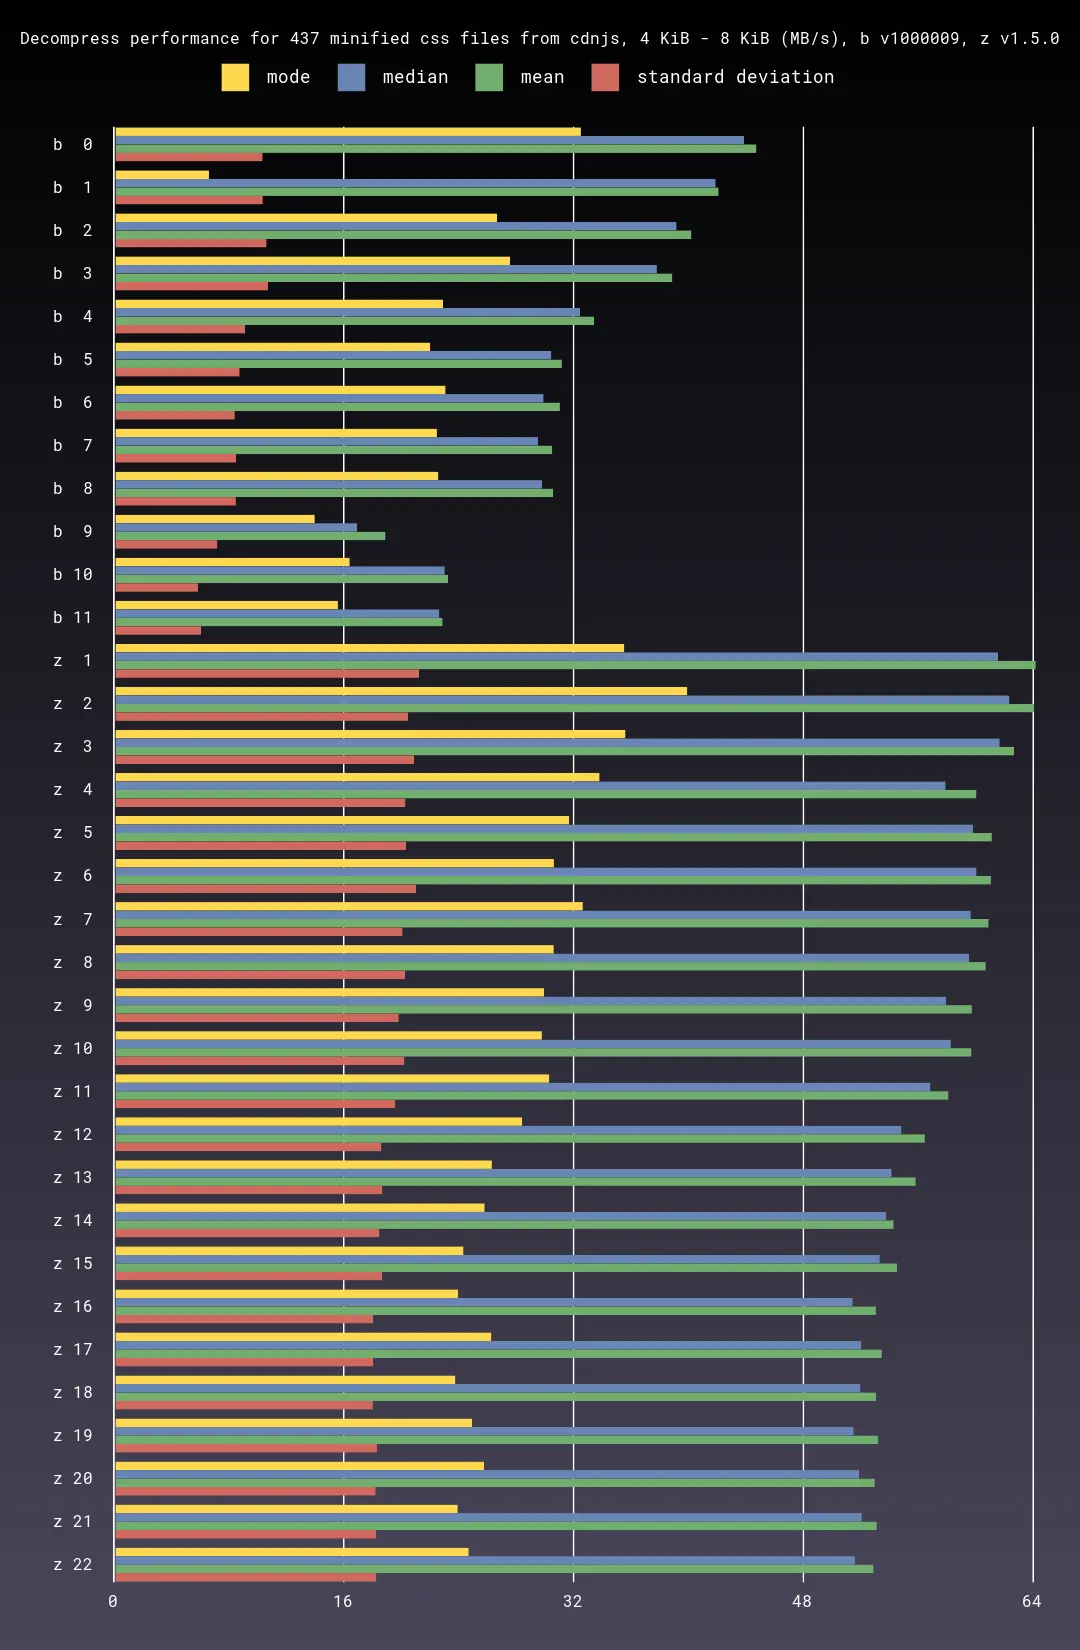 Decompress performance for 437 minified css files from cdnjs, 4 KiB - 8 KiB (MB/s), b v1000009, z v1.5.0
mode median mean standard deviation
b 0
b 1
b 2
b 3
b 4
b 5
b 6
b 7
b 8
b 9
b 10
b 11
z 1
z 2
z 3
z 4
z 5
z 6
z 7
z 8
z 9
z 10
z 11
z 12
z 13
z 14
z 15
z 16
z 17
z 18
z 19
z 20
z 21
z 22
0 16 32 48 64